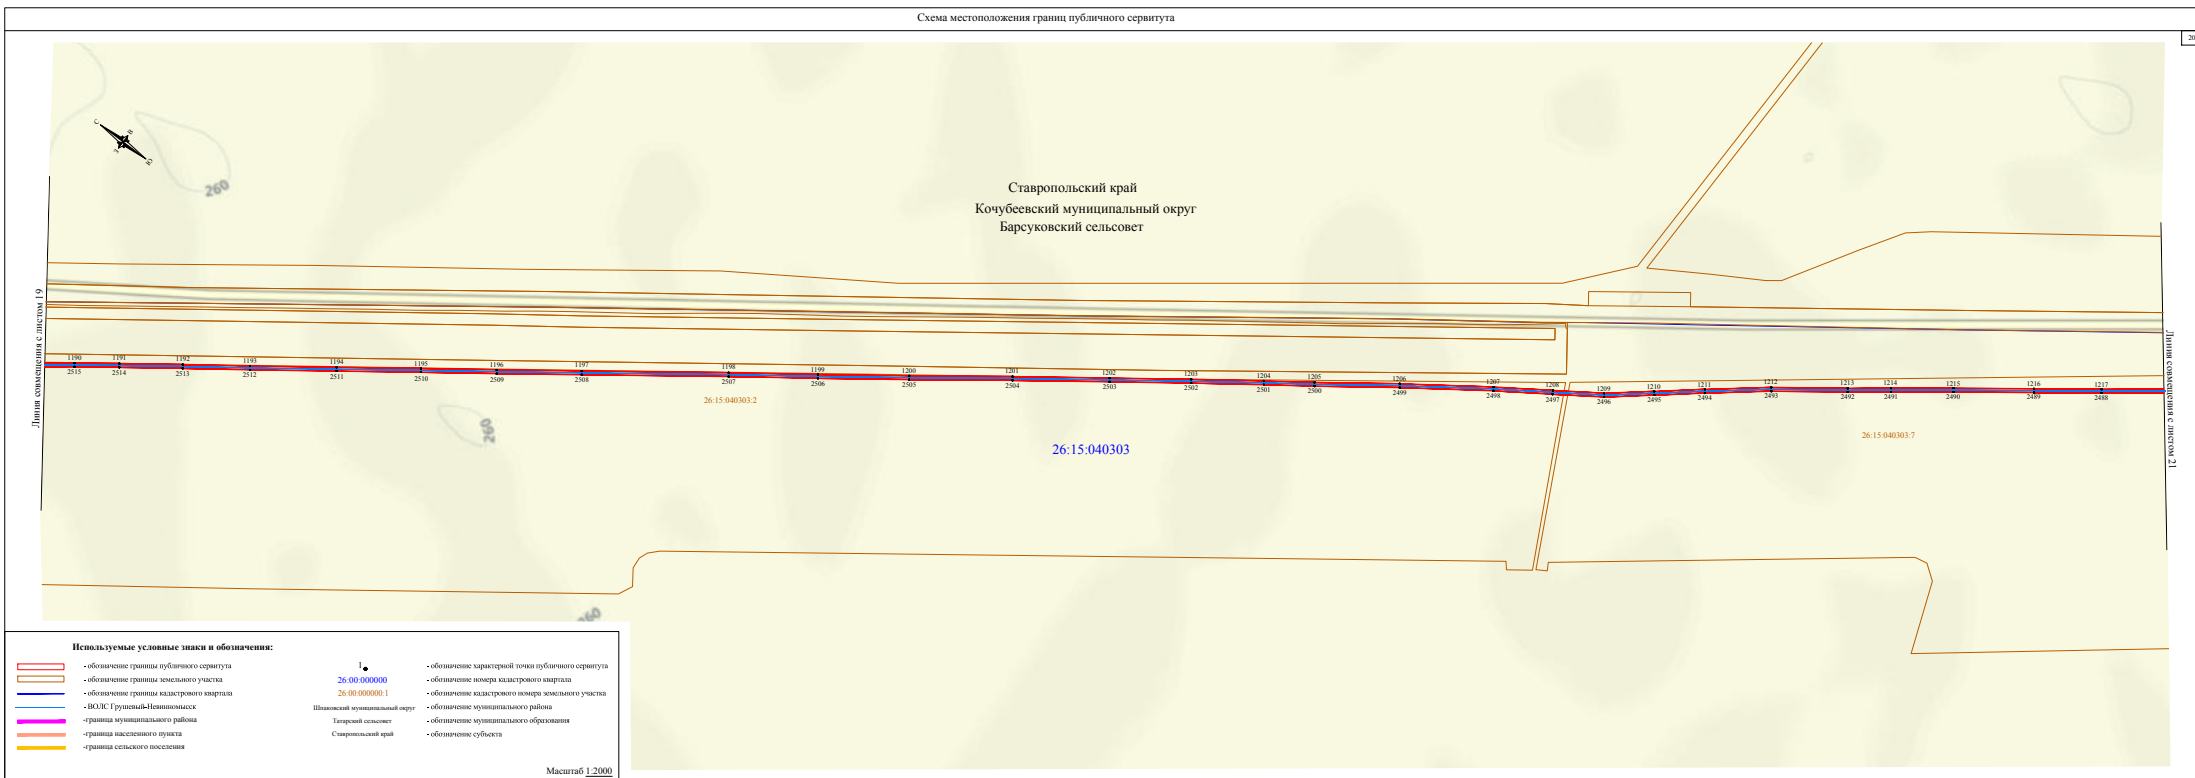 Схема местоположения границ публичного сервитута
20
С
В
З
Ю
260
Ставропольский край
Кочубеевский муниципальный округ
Барсуковский сельсовет
Линия совмещения с листом 19
Линия совмещения с листом 21
1190 1191 1192 1193 1194 1195 1196 1197 1198 1199 1200 1201 1202 1203 1204 1205 1206 1207 1208 1209 1210 1211 1212 1213 1214 1215 1216 1217
2515 2514 2513 2512 2511 2510 2509 2508 2507 2506 2505 2504 2503 2502 2501 2500 2499 2498 2497 2496 2495 2494 2493 2492 2491 2490 2489 2488
26:15:040303:2
260
26:15:040303
26:15:040303:7
260
Используемые условные знаки и обозначения:
- обозначение границы публичного сервитута
- обозначение границы земельного участка
- обозначение границы кадастрового квартала
- ВОЛС Грушевый-Невинномысск
-граница муниципального района
-граница населенного пункта
-граница сельского поселения
1 - обозначение характерной точки публичного сервитута
26:00:000000 - обозначение номера кадастрового квартала
26:00:000000:1 - обозначение кадастрового номера земельного участка
Шпаковский муниципальный округ - обозначение муниципального района
Татарский сельсовет - обозначение муниципального образования
Ставропольский край - обозначение субъекта
Масштаб 1:2000